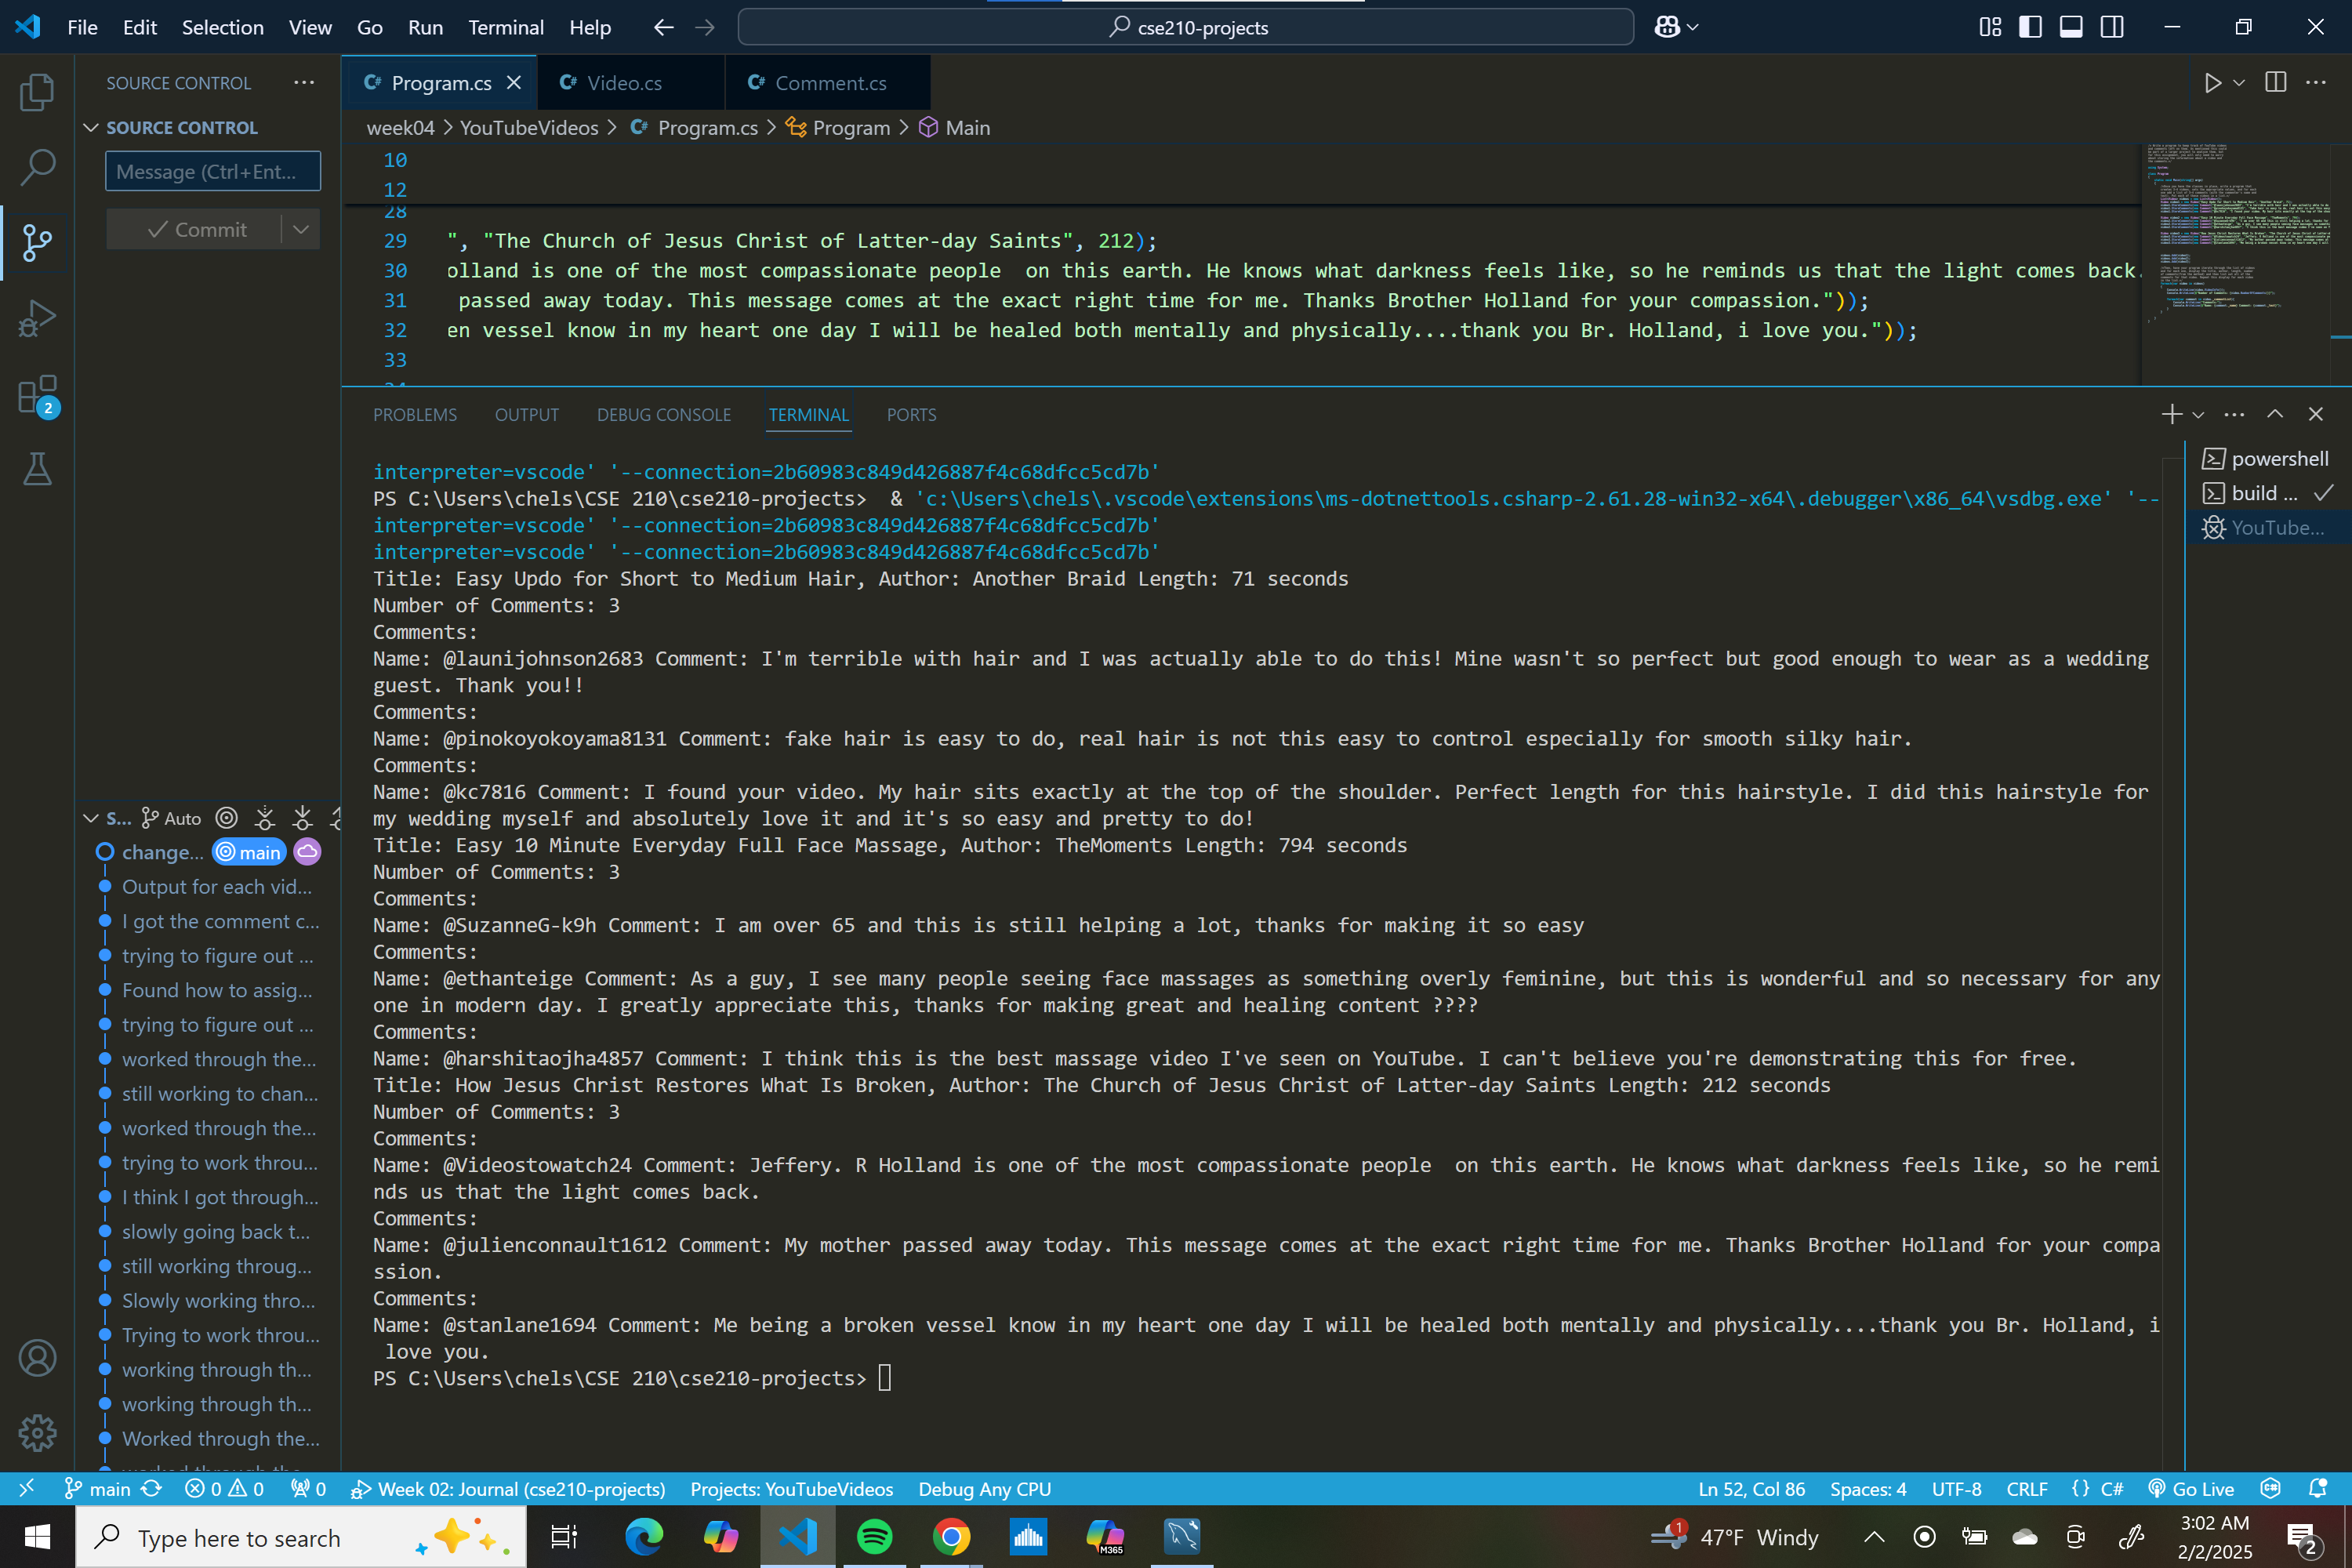 File Edit Selection View Go Run Terminal Help
cse210-projects
SOURCE CONTROL
Program.cs
Video.cs
Comment.cs
SOURCE CONTROL
week04 > YouTubeVideos > Program.cs > Program > Main
Message (Ctrl+Ent...
Commit
10
12
28
29 ", "The Church of Jesus Christ of Latter-day Saints", 212);
30 olland is one of the most compassionate people  on this earth. He knows what darkness feels like, so he reminds us that the light comes back.
31 passed away today. This message comes at the exact right time for me. Thanks Brother Holland for your compassion."));
32 en vessel know in my heart one day I will be healed both mentally and physically....thank you Br. Holland, i love you."));
33
PROBLEMS OUTPUT DEBUG CONSOLE TERMINAL PORTS
interpreter=vscode' '--connection=2b60983c849d426887f4c68dfcc5cd7b'
PS C:\Users\chels\CSE 210\cse210-projects>  & 'c:\Users\chels\.vscode\extensions\ms-dotnettools.csharp-2.61.28-win32-x64\.debugger\x86_64\vsdbg.exe' '--
interpreter=vscode' '--connection=2b60983c849d426887f4c68dfcc5cd7b'
interpreter=vscode' '--connection=2b60983c849d426887f4c68dfcc5cd7b'
Title: Easy Updo for Short to Medium Hair, Author: Another Braid Length: 71 seconds
Number of Comments: 3
Comments:
Name: @launijohnson2683 Comment: I'm terrible with hair and I was actually able to do this! Mine wasn't so perfect but good enough to wear as a wedding
guest. Thank you!!
Comments:
Name: @pinokoyokoyama8131 Comment: fake hair is easy to do, real hair is not this easy to control especially for smooth silky hair.
Comments:
Name: @kc7816 Comment: I found your video. My hair sits exactly at the top of the shoulder. Perfect length for this hairstyle. I did this hairstyle for
my wedding myself and absolutely love it and it's so easy and pretty to do!
Title: Easy 10 Minute Everyday Full Face Massage, Author: TheMoments Length: 794 seconds
Number of Comments: 3
Comments:
Name: @SuzanneG-k9h Comment: I am over 65 and this is still helping a lot, thanks for making it so easy
Comments:
Name: @ethanteige Comment: As a guy, I see many people seeing face massages as something overly feminine, but this is wonderful and so necessary for any
one in modern day. I greatly appreciate this, thanks for making great and healing content ????
Comments:
Name: @harshitaojha4857 Comment: I think this is the best massage video I've seen on YouTube. I can't believe you're demonstrating this for free.
Title: How Jesus Christ Restores What Is Broken, Author: The Church of Jesus Christ of Latter-day Saints Length: 212 seconds
Number of Comments: 3
Comments:
Name: @Videostowatch24 Comment: Jeffery. R Holland is one of the most compassionate people  on this earth. He knows what darkness feels like, so he remi
nds us that the light comes back.
Comments:
Name: @julienconnault1612 Comment: My mother passed away today. This message comes at the exact right time for me. Thanks Brother Holland for your compa
ssion.
Comments:
Name: @stanlane1694 Comment: Me being a broken vessel know in my heart one day I will be healed both mentally and physically....thank you Br. Holland, i
love you.
PS C:\Users\chels\CSE 210\cse210-projects>
powershell
build ...
YouTube...
S... Auto
change... main
Output for each vid...
I got the comment c...
trying to figure out ...
Found how to assig...
trying to figure out ...
worked through the...
still working to chan...
worked through the...
trying to work throu...
I think I got through...
slowly going back t...
still working throug...
Slowly working thro...
Trying to work throu...
working through th...
working through th...
Worked through the...
2
main 0 0 0 Week 02: Journal (cse210-projects) Projects: YouTubeVideos Debug Any CPU
Ln 52, Col 86 Spaces: 4 UTF-8 CRLF {} C# Go Live
Type here to search
M365
1
47°F Windy
3:02 AM
2/2/2025
2